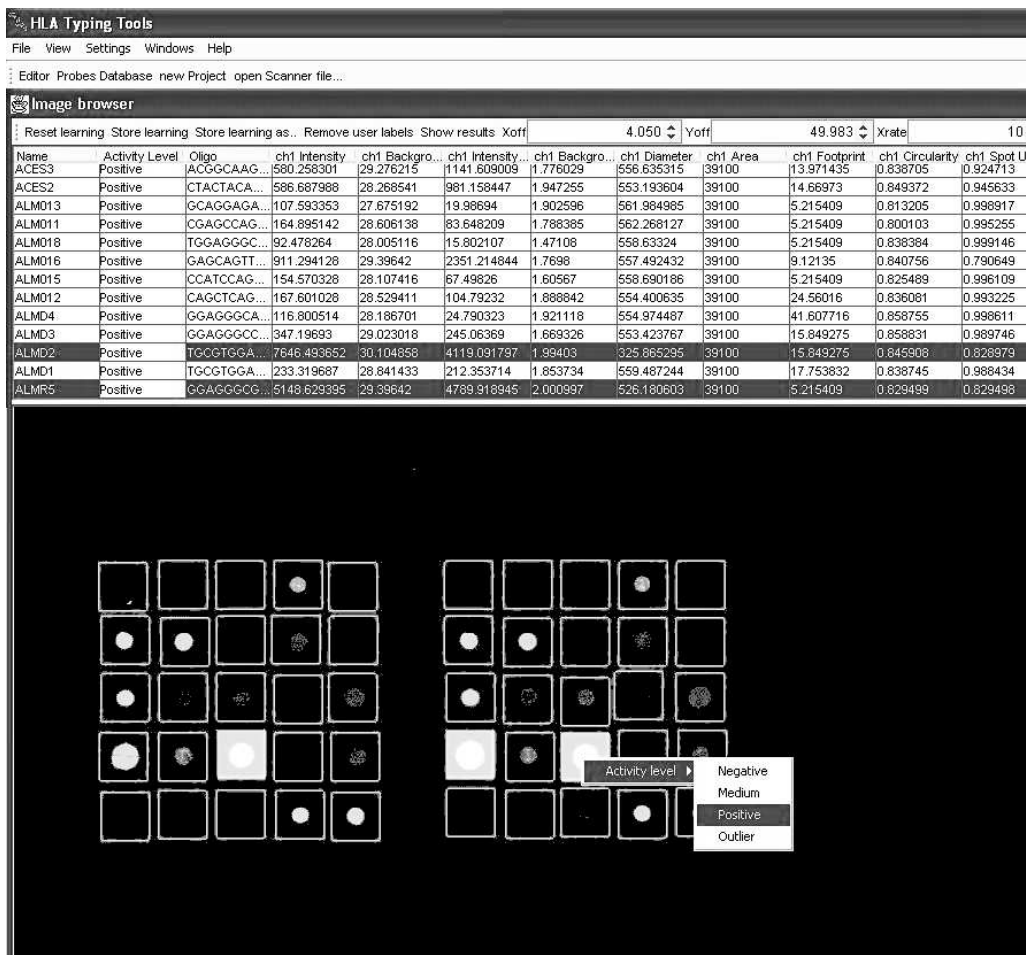 HLA Typing Tools
File View Settings Windows Help
Editor Probes Database new Project open Scanner file...
Image browser
Reset learning Store learning Store learning as.. Remove user labels Show results Xoff 4.050 Yoff 49.983 Xrate 10
Name Activity Level Oligo ch1 Intensity ch1 Backgro... ch1 Intensity... ch1 Backgro... ch1 Diameter ch1 Area ch1 Footprint ch1 Circularity ch1 Spot U
ACES3 Positive ACGGCAAG... 580.258301 29.276215 1141.609009 1.776029 556.635315 39100 13.971435 0.838705 0.924713
ACES2 Positive CTACTACA... 586.687988 28.268541 981.158447 1.947255 553.193604 39100 14.66973 0.849372 0.945633
ALM013 Positive GCAGGAGA... 107.593353 27.675192 19.98694 1.902596 561.984985 39100 5.215409 0.813205 0.998917
ALM011 Positive CGAGCCAG... 164.895142 28.606138 83.648209 1.788385 562.268127 39100 5.215409 0.800103 0.995255
ALM018 Positive TGGAGGGC... 92.478264 28.005116 15.802107 1.47108 558.63324 39100 5.215409 0.838384 0.999146
ALM016 Positive GAGCAGTT... 911.294128 29.39642 2351.214844 1.7698 557.492432 39100 9.12135 0.840756 0.790649
ALM015 Positive CCATCCAG... 154.570328 28.107416 67.49826 1.60567 558.690186 39100 5.215409 0.825489 0.996109
ALM012 Positive CAGCTCAG... 167.601028 28.529411 104.79232 1.888842 554.400635 39100 24.56016 0.836081 0.993225
ALMD4 Positive GGAGGGCA... 116.800514 28.186701 24.790323 1.921118 554.974487 39100 41.607716 0.858755 0.998611
ALMD3 Positive GGAGGGCC... 347.19693 29.023018 245.06369 1.669326 553.423767 39100 15.849275 0.858831 0.989746
ALMD2 Positive TGCGTGGA... 7646.493652 30.104858 4119.091797 1.99403 325.865295 39100 15.849275 0.845908 0.828979
ALMD1 Positive TGCGTGGA... 233.319687 28.841433 212.353714 1.853734 559.487244 39100 17.753832 0.838745 0.988434
ALMR5 Positive GGAGGGCG... 5148.629395 29.39642 4789.918945 2.000997 526.180603 39100 5.215409 0.829499 0.829498
Activity level
Negative
Medium
Positive
Outlier